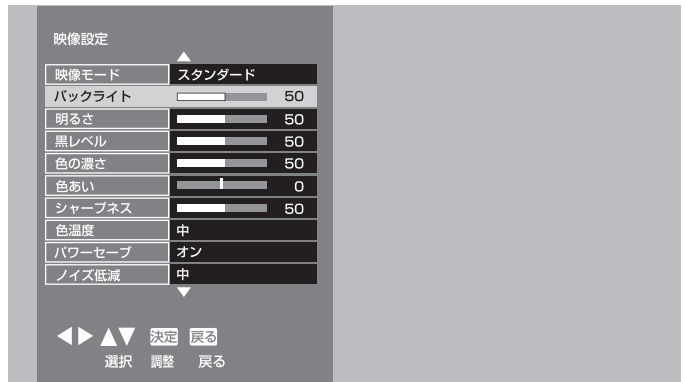 映像設定
映像モード スタンダード
バックライト 50
明るさ 50
黒レベル 50
色の濃さ 50
色あい 0
シャープネス 50
色温度 中
パワーセーブ オン
ノイズ低減 中
決定 戻る
選択 調整 戻る